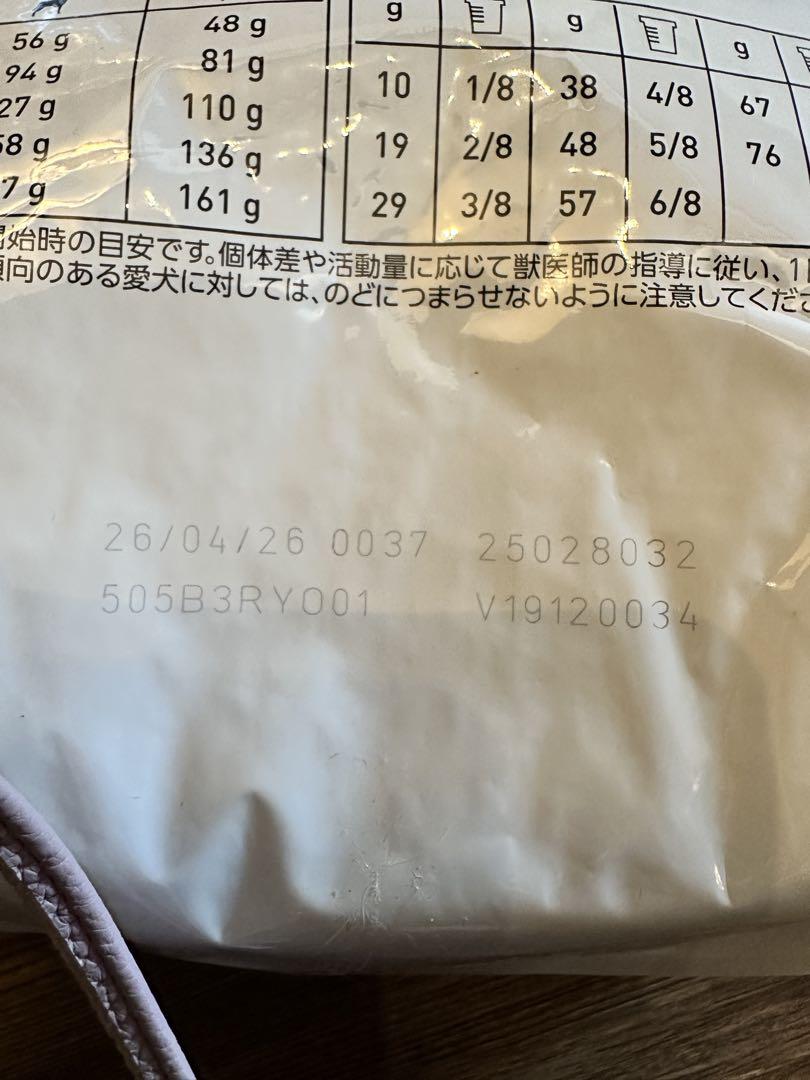 56 g 48 g
94 g 81 g
27 g 110 g
58 g 136 g
7 g 161 g
g g g
10 1/8 38 4/8 67
19 2/8 48 5/8 76
29 3/8 57 6/8
開始時の目安です。個体差や活動量に応じて獣医師の指導に従い、1
傾向のある愛犬に対しては、のどにつまらせないように注意してくださ
26/04/26 0037 25028032
505B3RYO01 V19120034